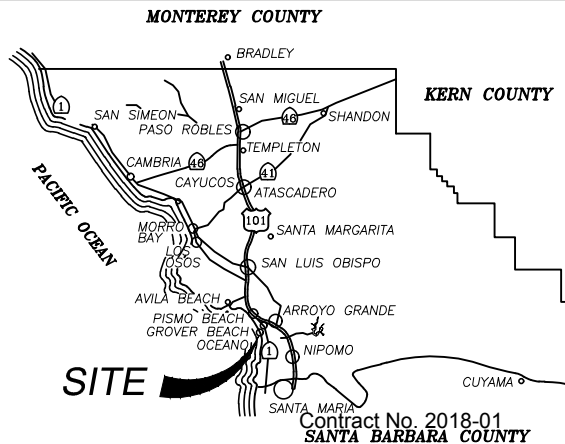 MONTEREY COUNTY
BRADLEY
KERN COUNTY
1
SAN MIGUEL
SAN SIMEON
46
SHANDON
PASO ROBLES
TEMPLETON
CAMBRIA
46
41
CAYUCOS
ATASCADERO
PACIFIC OCEAN
101
MORRO BAY
SANTA MARGARITA
LOS OSOS
SAN LUIS OBISPO
AVILA BEACH
ARROYO GRANDE
PISMO BEACH
GROVER BEACH
OCEANO
1
NIPOMO
SITE
CUYAMA
SANTA MARIA
Contract No. 2018-01
SANTA BARBARA COUNTY